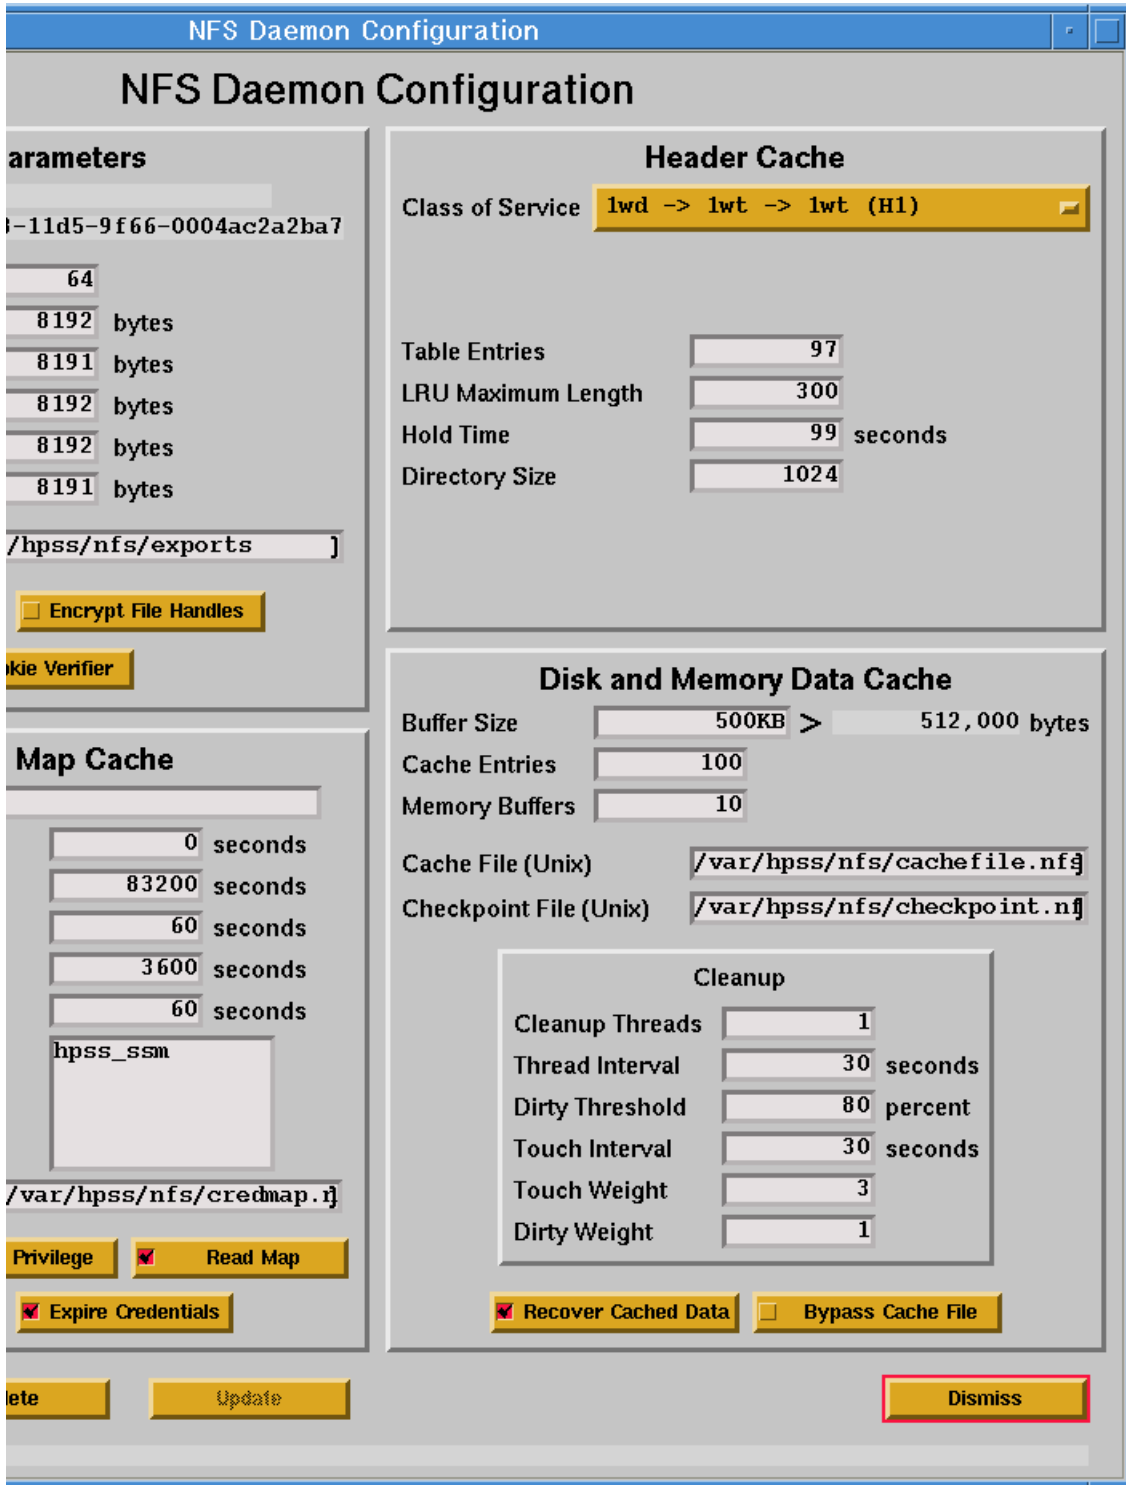 NFS Daemon Configuration
NFS Daemon Configuration
arameters
-11d5-9f66-0004ac2a2ba7
64
8192 bytes
8191 bytes
8192 bytes
8192 bytes
8191 bytes
/hpss/nfs/exports ]
Encrypt File Handles
kie Verifier
Map Cache
0 seconds
83200 seconds
60 seconds
3600 seconds
60 seconds
hpss_ssm
/var/hpss/nfs/credmap.
Privilege
Read Map
Expire Credentials
Header Cache
Class of Service 1wd -> 1wt -> 1wt (H1)
Table Entries 97
LRU Maximum Length 300
Hold Time 99 seconds
Directory Size 1024
Disk and Memory Data Cache
Buffer Size 500KB > 512,000 bytes
Cache Entries 100
Memory Buffers 10
Cache File (Unix) /var/hpss/nfs/cachefile.nfs
Checkpoint File (Unix) /var/hpss/nfs/checkpoint.nf
Cleanup
Cleanup Threads 1
Thread Interval 30 seconds
Dirty Threshold 80 percent
Touch Interval 30 seconds
Touch Weight 3
Dirty Weight 1
Recover Cached Data
Bypass Cache File
lete
Update
Dismiss